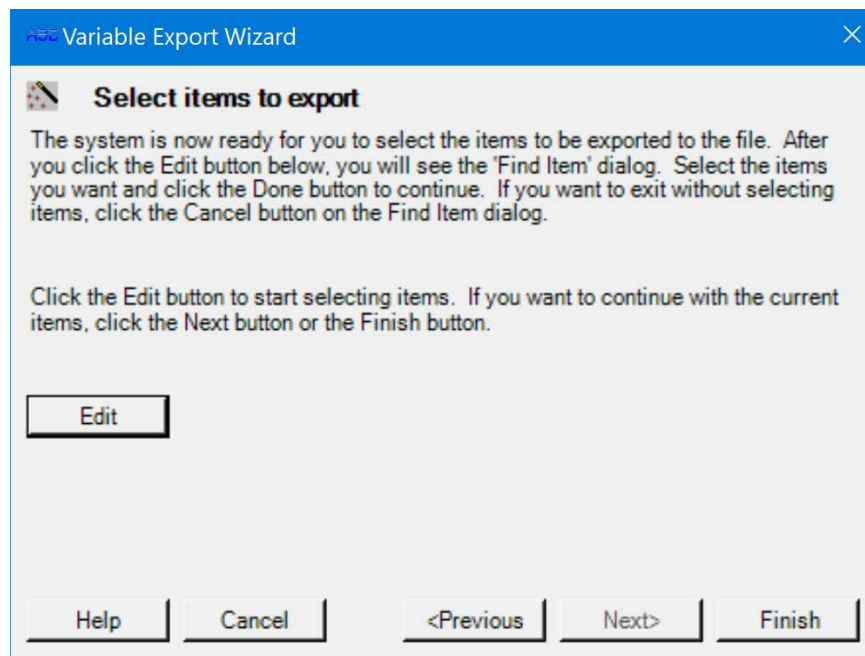 ASC Variable Export Wizard
Select items to export
The system is now ready for you to select the items to be exported to the file.  After
you click the Edit button below, you will see the 'Find Item' dialog.  Select the items
you want and click the Done button to continue.  If you want to exit without selecting
items, click the Cancel button on the Find Item dialog.
Click the Edit button to start selecting items.  If you want to continue with the current
items, click the Next button or the Finish button.
Edit
Help Cancel <Previous Next> Finish